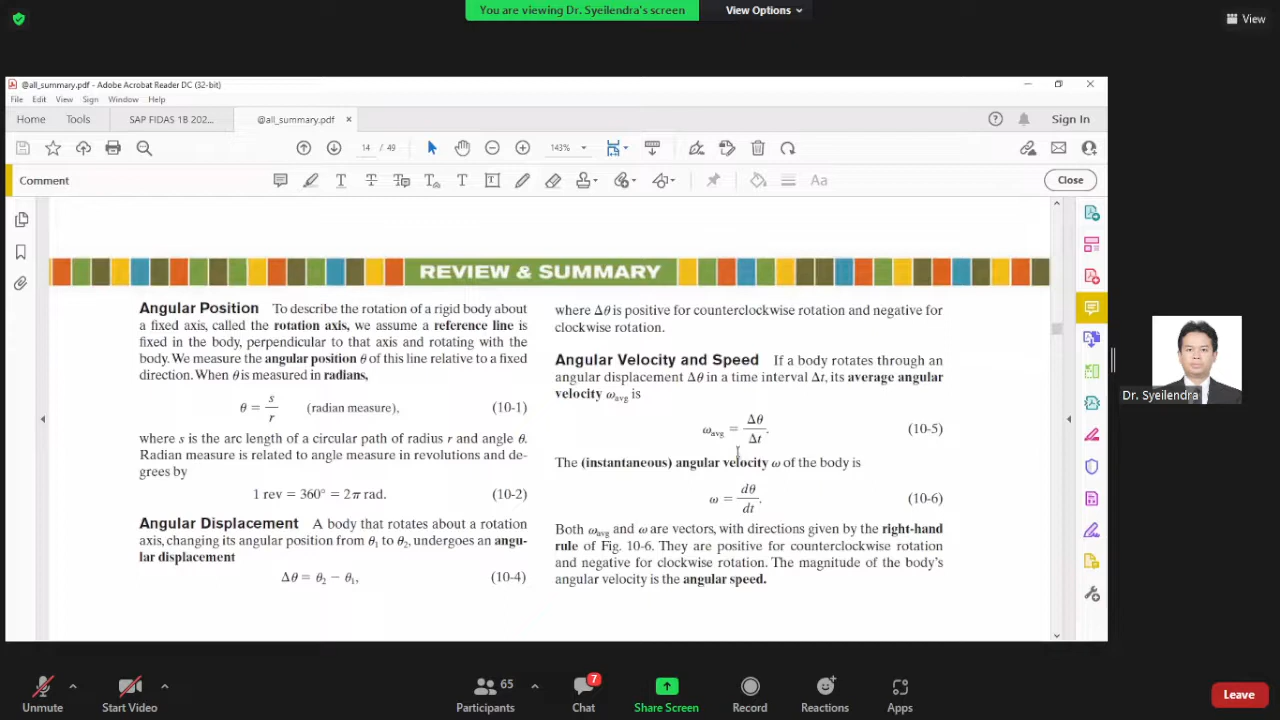 You are viewing Dr. Syeilendra's screen
View Options
View
@all_summary.pdf - Adobe Acrobat Reader DC (32-bit)
File Edit View Sign Window Help
Home Tools SAP FIDAS 1B 202... @all_summary.pdf × Sign In
14 / 49 143%
Comment Close
REVIEW & SUMMARY
Angular Position To describe the rotation of a rigid body about
a fixed axis, called the rotation axis, we assume a reference line is
fixed in the body, perpendicular to that axis and rotating with the
body. We measure the angular position θ of this line relative to a fixed
direction. When θ is measured in radians,
θ = s/r (radian measure), (10-1)
where s is the arc length of a circular path of radius r and angle θ.
Radian measure is related to angle measure in revolutions and de-
grees by
1 rev = 360° = 2π rad. (10-2)
Angular Displacement A body that rotates about a rotation
axis, changing its angular position from θ₁ to θ₂, undergoes an angu-
lar displacement
Δθ = θ₂ − θ₁, (10-4)
where Δθ is positive for counterclockwise rotation and negative for
clockwise rotation.
Angular Velocity and Speed If a body rotates through an
angular displacement Δθ in a time interval Δt, its average angular
velocity ωavg is
ωavg = Δθ/Δt. (10-5)
The (instantaneous) angular velocity ω of the body is
ω = dθ/dt. (10-6)
Both ωavg and ω are vectors, with directions given by the right-hand
rule of Fig. 10-6. They are positive for counterclockwise rotation
and negative for clockwise rotation. The magnitude of the body's
angular velocity is the angular speed.
Dr. Syeilendra
Unmute
Start Video
65
Participants
7
Chat
Share Screen
Record
Reactions
Apps
Leave